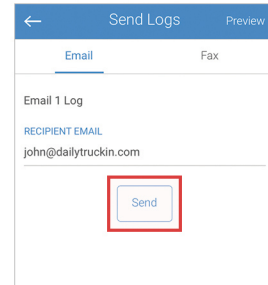 Send Logs Preview
Email Fax
Email 1 Log
RECIPIENT EMAIL
john@dailytruckin.com
Send